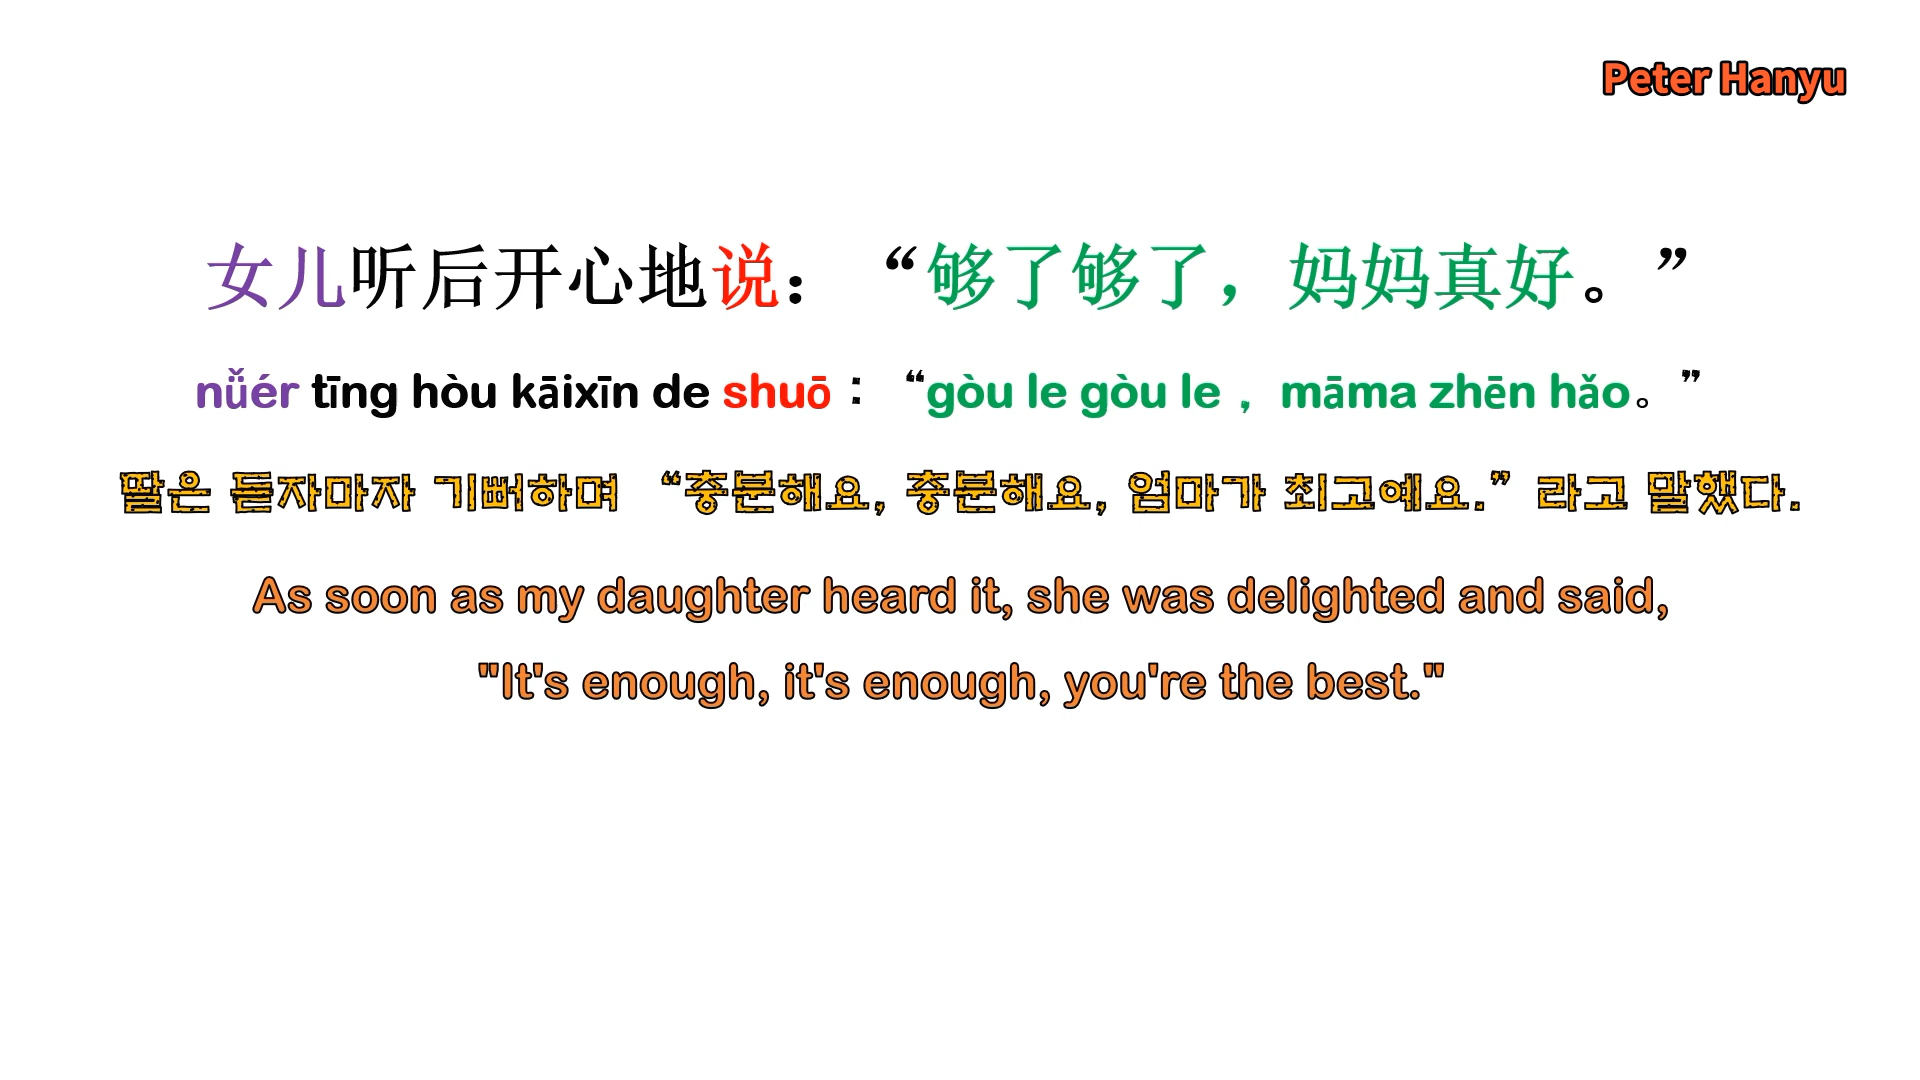 Peter Hanyu
女儿听后开心地说：“够了够了，妈妈真好。”
nǚér tīng hòu kāixīn de shuō：“gòu le gòu le，māma zhēn hǎo。”
딸은 듣자마자 기뻐하며 “충분해요, 충분해요, 엄마가 최고예요.” 라고 말했다.
As soon as my daughter heard it, she was delighted and said,
"It's enough, it's enough, you're the best."